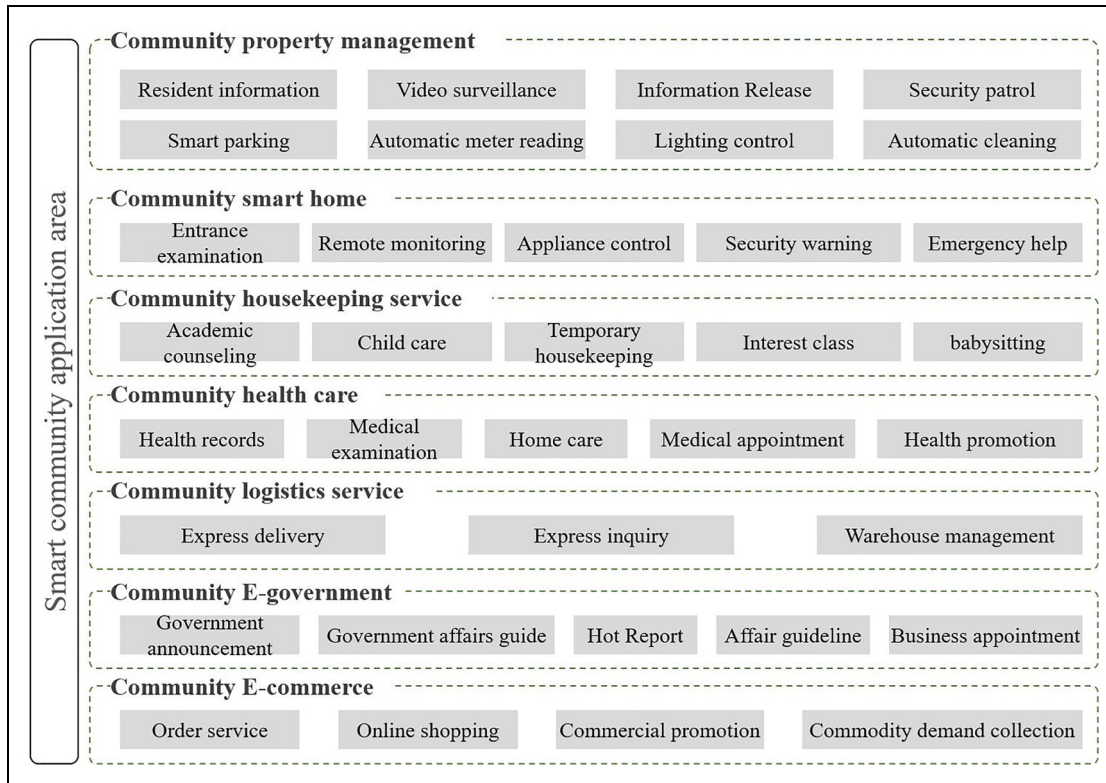 Smart community application area
Community property management
Resident information
Video surveillance
Information Release
Security patrol
Smart parking
Automatic meter reading
Lighting control
Automatic cleaning
Community smart home
Entrance
examination
Remote monitoring
Appliance control
Security warning
Emergency help
Community housekeeping service
Academic
counseling
Child care
Temporary
housekeeping
Interest class
babysitting
Community health care
Health records
Medical
examination
Home care
Medical appointment
Health promotion
Community logistics service
Express delivery
Express inquiry
Warehouse management
Community E-government
Government
announcement
Government affairs guide
Hot Report
Affair guideline
Business appointment
Community E-commerce
Order service
Online shopping
Commercial promotion
Commodity demand collection